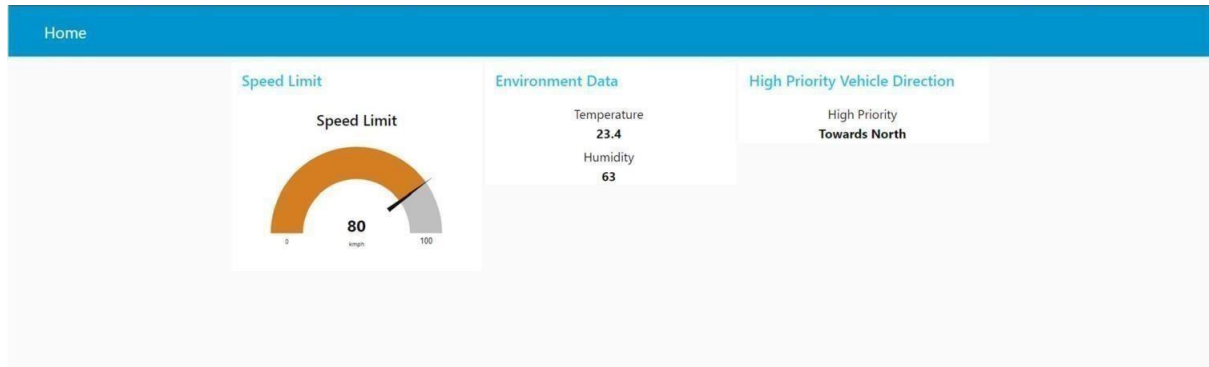 Home
Speed Limit
Speed Limit
80
kmph
0
100
Environment Data
Temperature
23.4
Humidity
63
High Priority Vehicle Direction
High Priority
Towards North